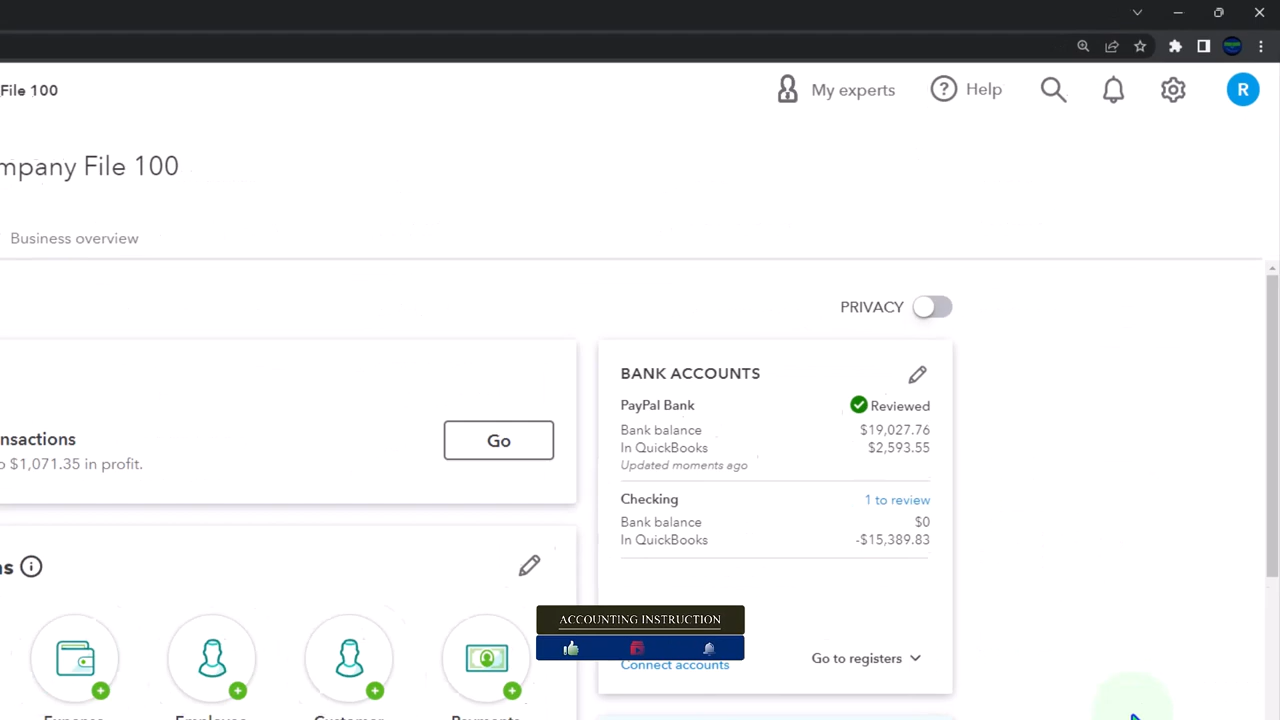 File 100
My experts
Help
R
mpany File 100
Business overview
PRIVACY
BANK ACCOUNTS
PayPal Bank
Reviewed
Bank balance
$19,027.76
In QuickBooks
$2,593.55
Updated moments ago
nsactions
o $1,071.35 in profit.
Go
Checking
1 to review
Bank balance
$0
In QuickBooks
-$15,389.83
ns
ACCOUNTING INSTRUCTION
Connect accounts
Go to registers
Expense
Employee
Customer
Payments